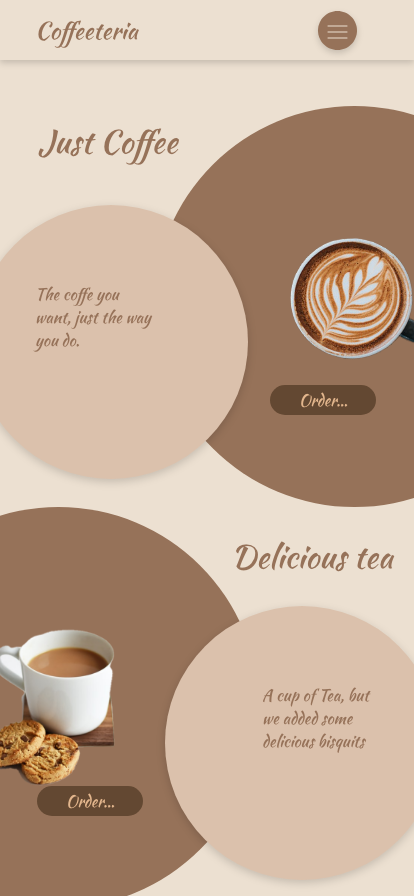 Coffeeteria
Just Coffee
The coffe you
want, just the way
you do.
Order...
Delicious tea
A cup of Tea, but
we added some
delicious bisquits
Order...